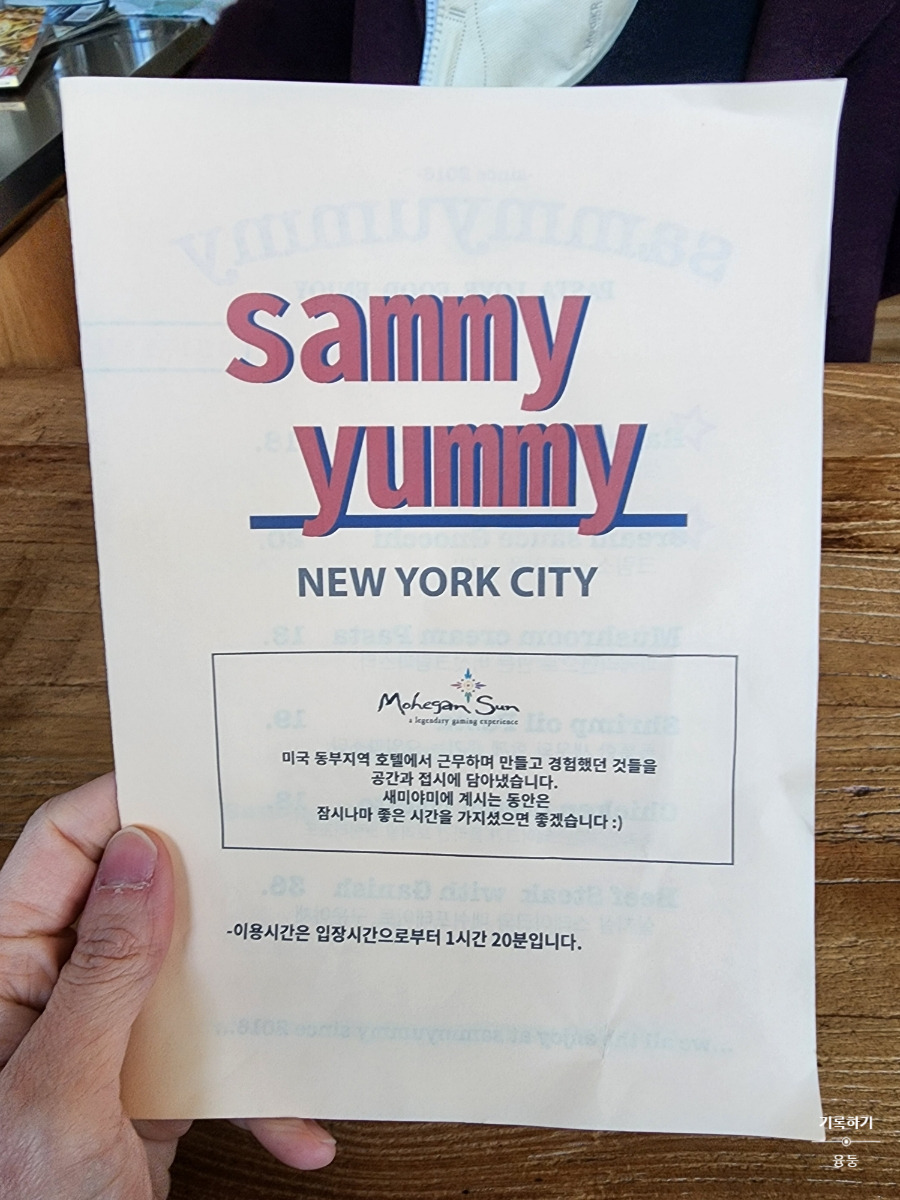 sammy
yummy
NEW YORK CITY
Mohegan Sun
a legendary gaming experience
미국 동부지역 호텔에서 근무하며 만들고 경험했던 것들을
공간과 접시에 담아냈습니다.
새미야미에 계시는 동안은
잠시나마 좋은 시간을 가지셨으면 좋겠습니다 :)
-이용시간은 입장시간으로부터 1시간 20분입니다.
기록하기
융둥